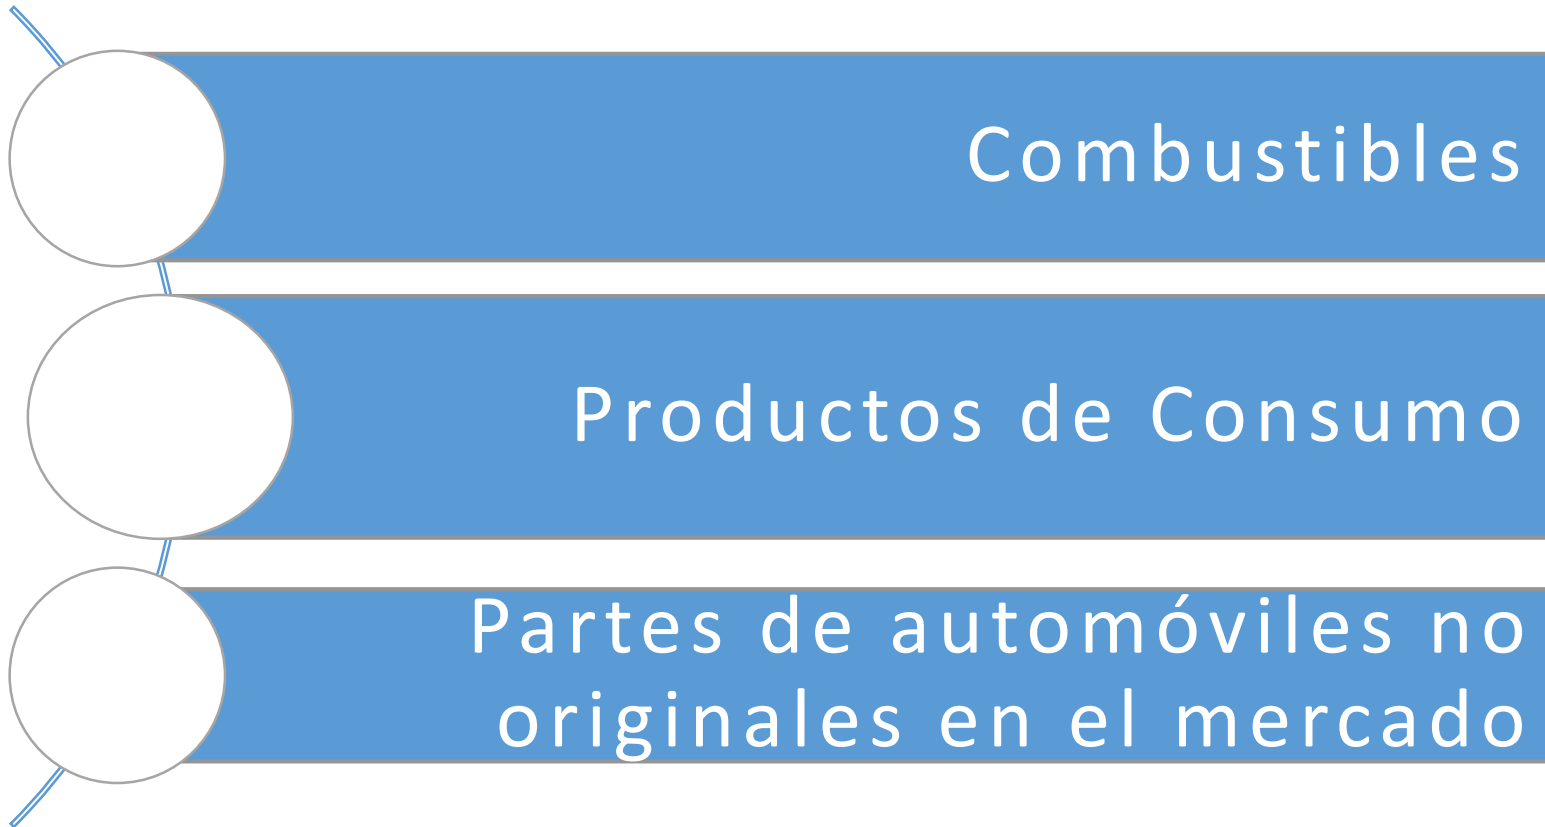 Combustibles
Productos de Consumo
Partes de automóviles no
originales en el mercado